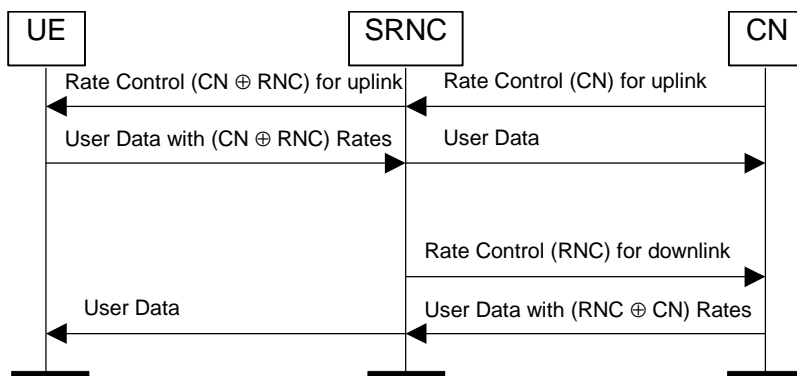 UE
SRNC
CN
Rate Control (CN ⊕ RNC) for uplink
Rate Control (CN) for uplink
User Data with (CN ⊕ RNC) Rates
User Data
Rate Control (RNC) for downlink
User Data
User Data with (RNC ⊕ CN) Rates